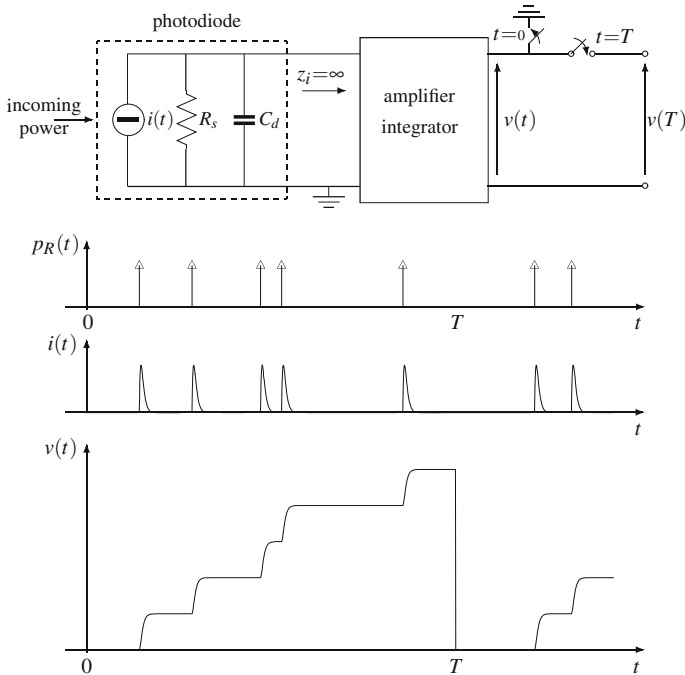 photodiode
t=0
t=T
incoming
power
i(t)
R_s
C_d
z_i=∞
amplifier
integrator
v(t)
v(T)
p_R(t)
0
T
t
i(t)
t
v(t)
0
T
t